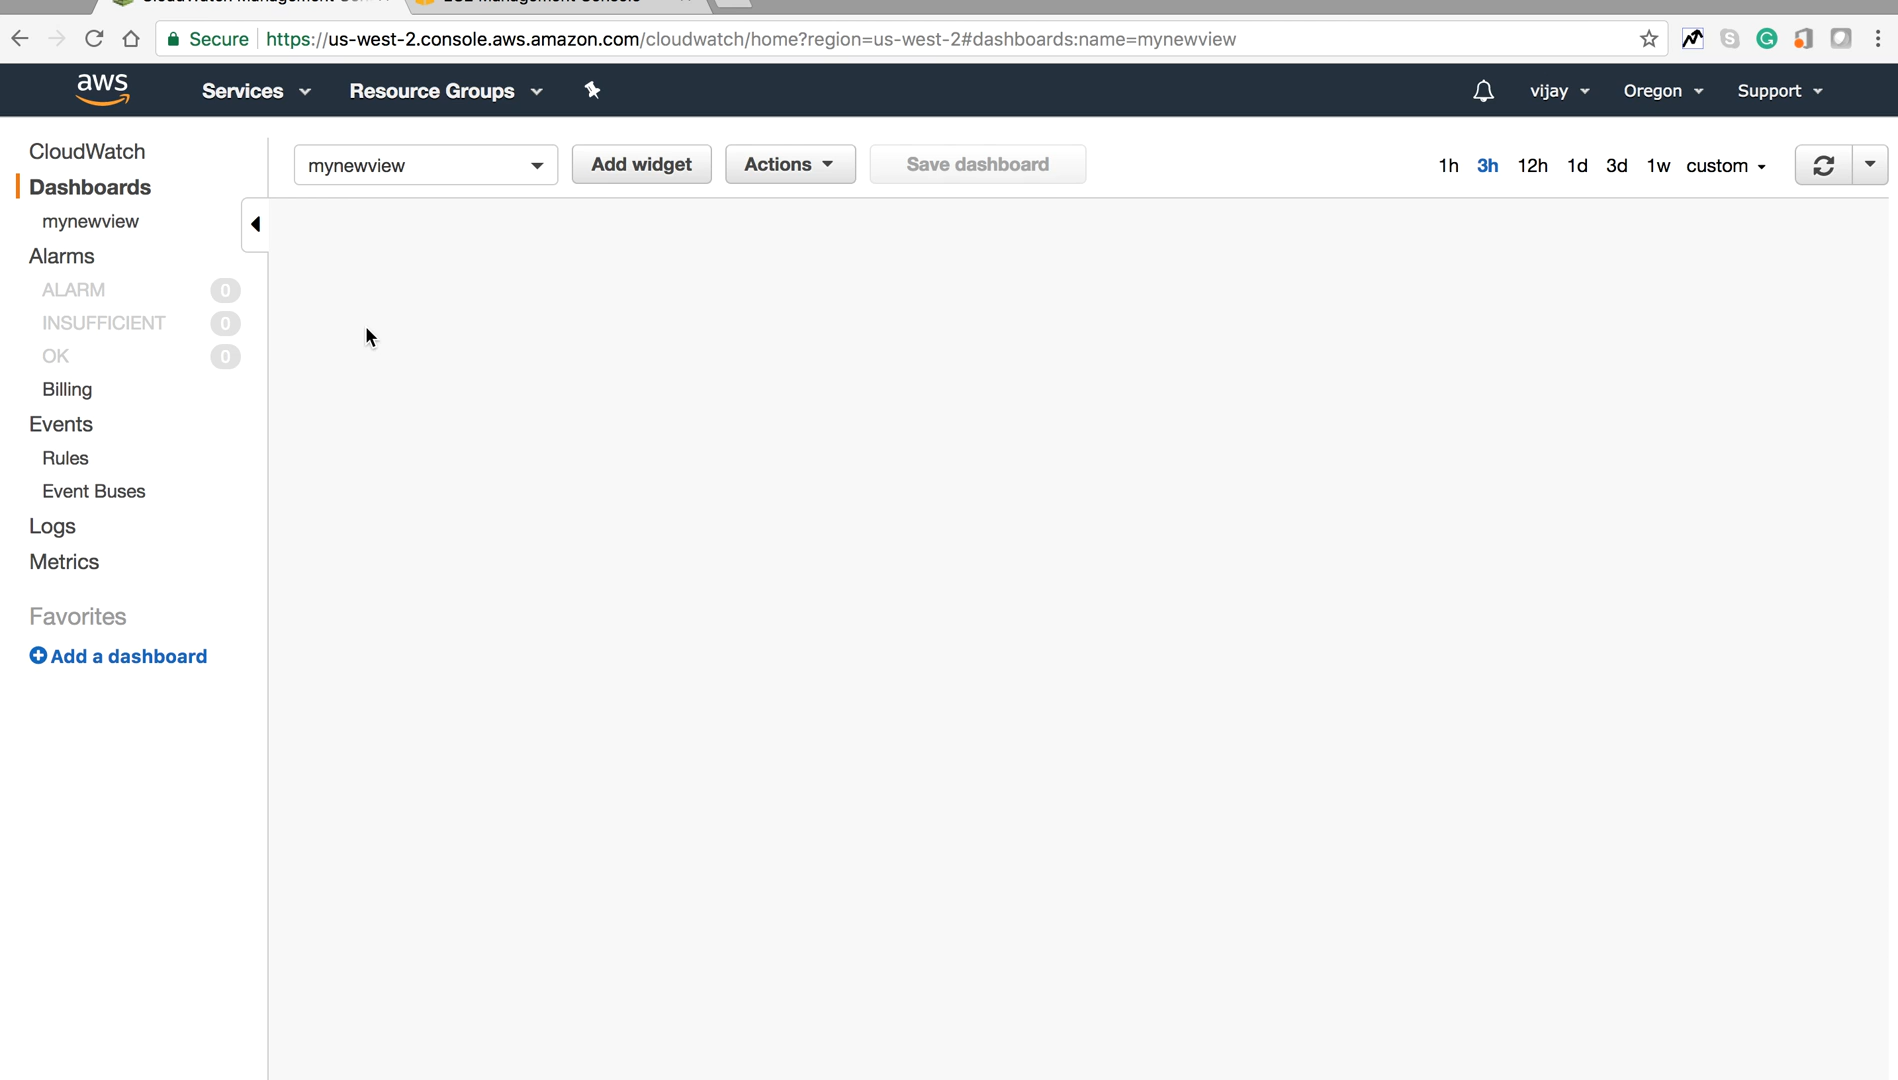 Secure https://us-west-2.console.aws.amazon.com/cloudwatch/home?region=us-west-2#dashboards:name=mynewview
aws Services Resource Groups vijay Oregon Support
CloudWatch
Dashboards
mynewview
Alarms
ALARM 0
INSUFFICIENT 0
OK 0
Billing
Events
Rules
Event Buses
Logs
Metrics
Favorites
Add a dashboard
mynewview Add widget Actions Save dashboard 1h 3h 12h 1d 3d 1w custom